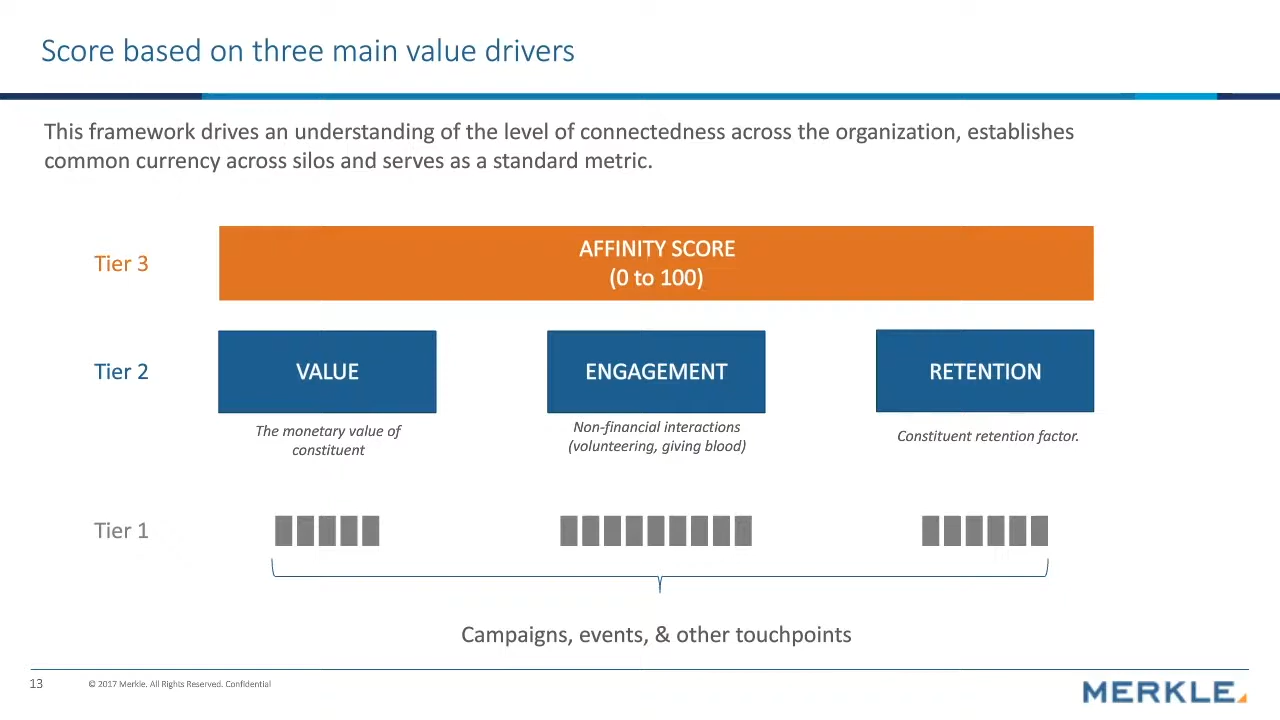 Score based on three main value drivers
This framework drives an understanding of the level of connectedness across the organization, establishes
common currency across silos and serves as a standard metric.
Tier 3
AFFINITY SCORE
(0 to 100)
Tier 2
VALUE
ENGAGEMENT
RETENTION
The monetary value of
constituent
Non-financial interactions
(volunteering, giving blood)
Constituent retention factor.
Tier 1
Campaigns, events, & other touchpoints
13
© 2017 Merkle. All Rights Reserved. Confidential
MERKLE